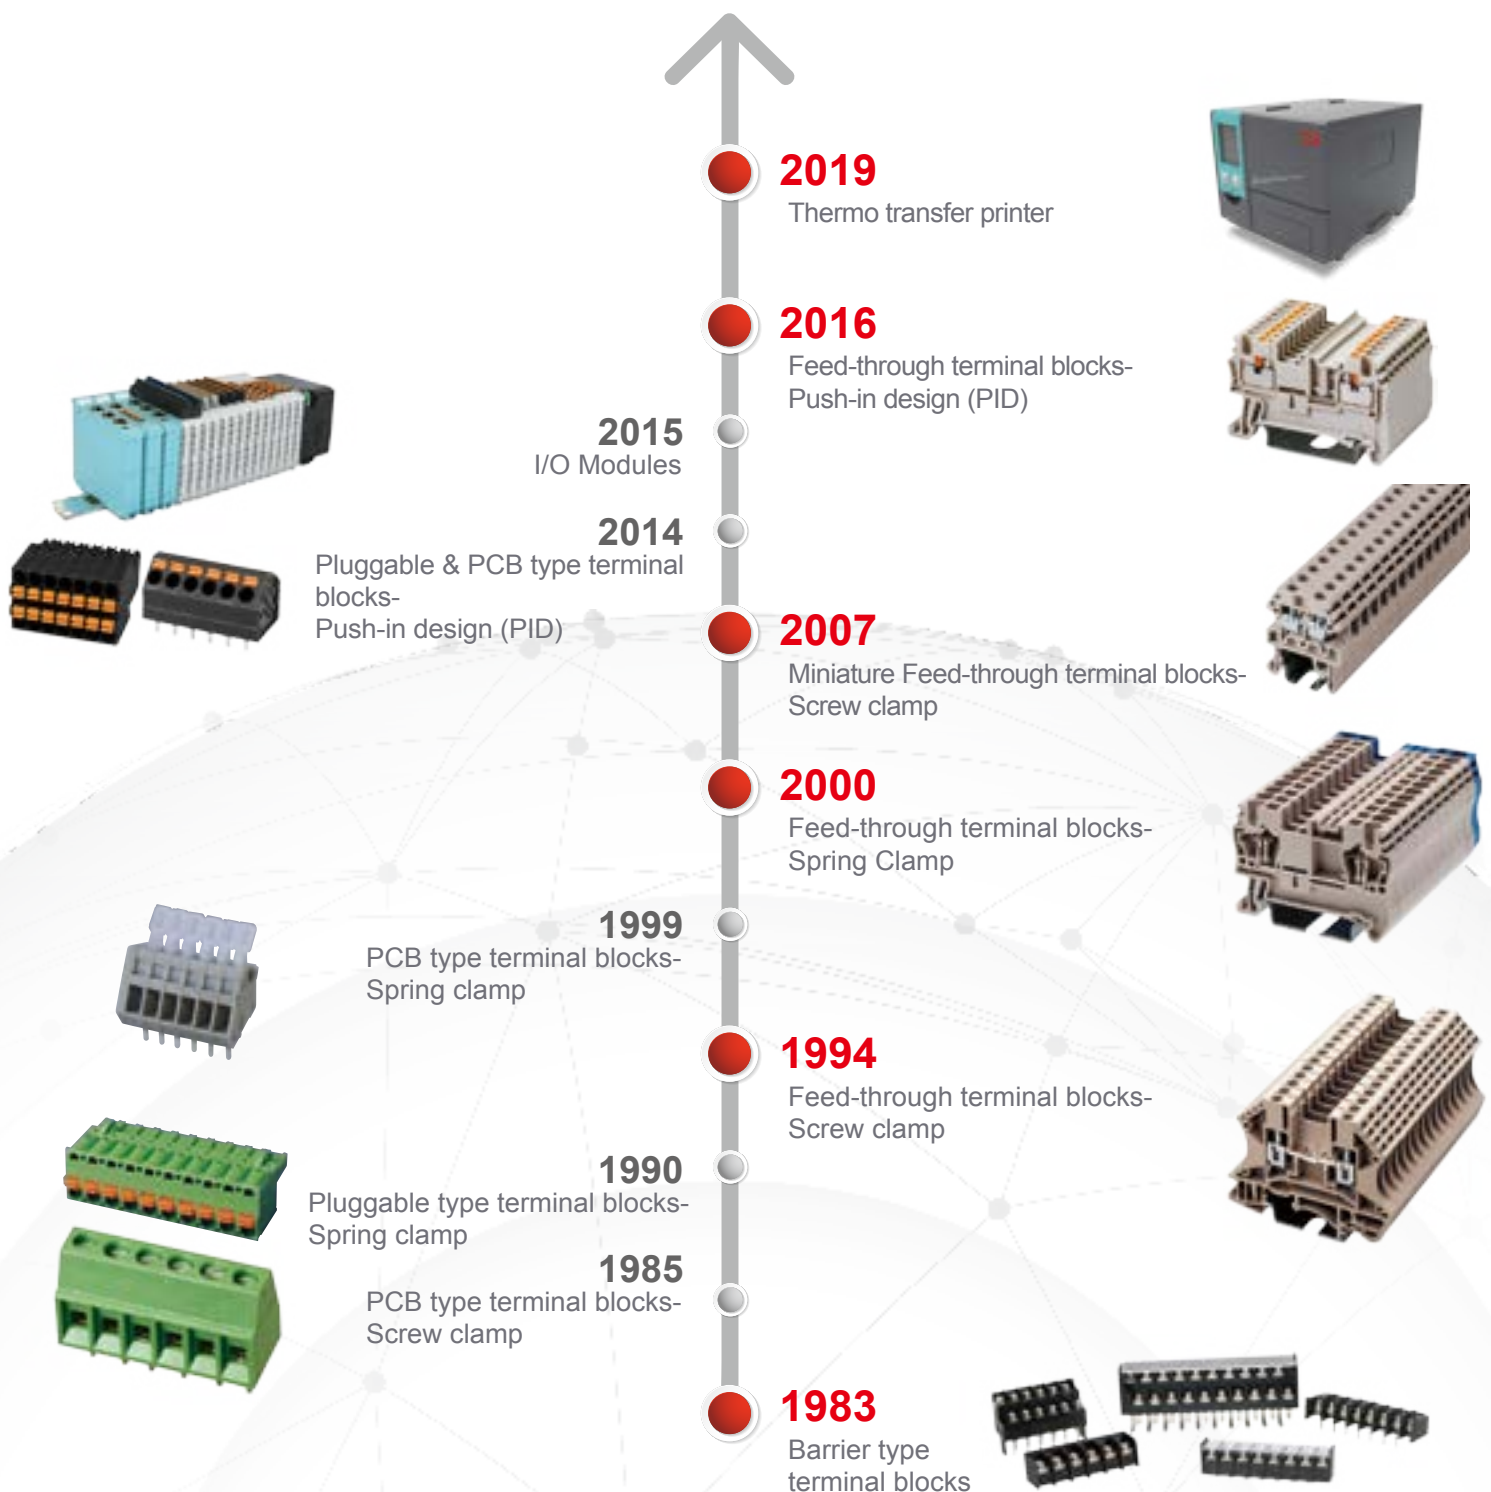 2019
Thermo transfer printer
2016
Feed-through terminal blocks-
Push-in design (PID)
2015
I/O Modules
2014
Pluggable & PCB type terminal
blocks-
Push-in design (PID)
2007
Miniature Feed-through terminal blocks-
Screw clamp
2000
Feed-through terminal blocks-
Spring Clamp
1999
PCB type terminal blocks-
Spring clamp
1994
Feed-through terminal blocks-
Screw clamp
1990
Pluggable type terminal blocks-
Spring clamp
1985
PCB type terminal blocks-
Screw clamp
1983
Barrier type
terminal blocks